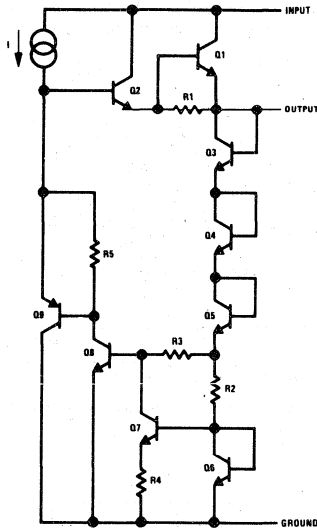 INPUT
I
Q1
Q2
R1
OUTPUT
Q3
Q4
R5
Q5
Q9
Q8
R3
R2
Q7
Q6
R4
GROUND